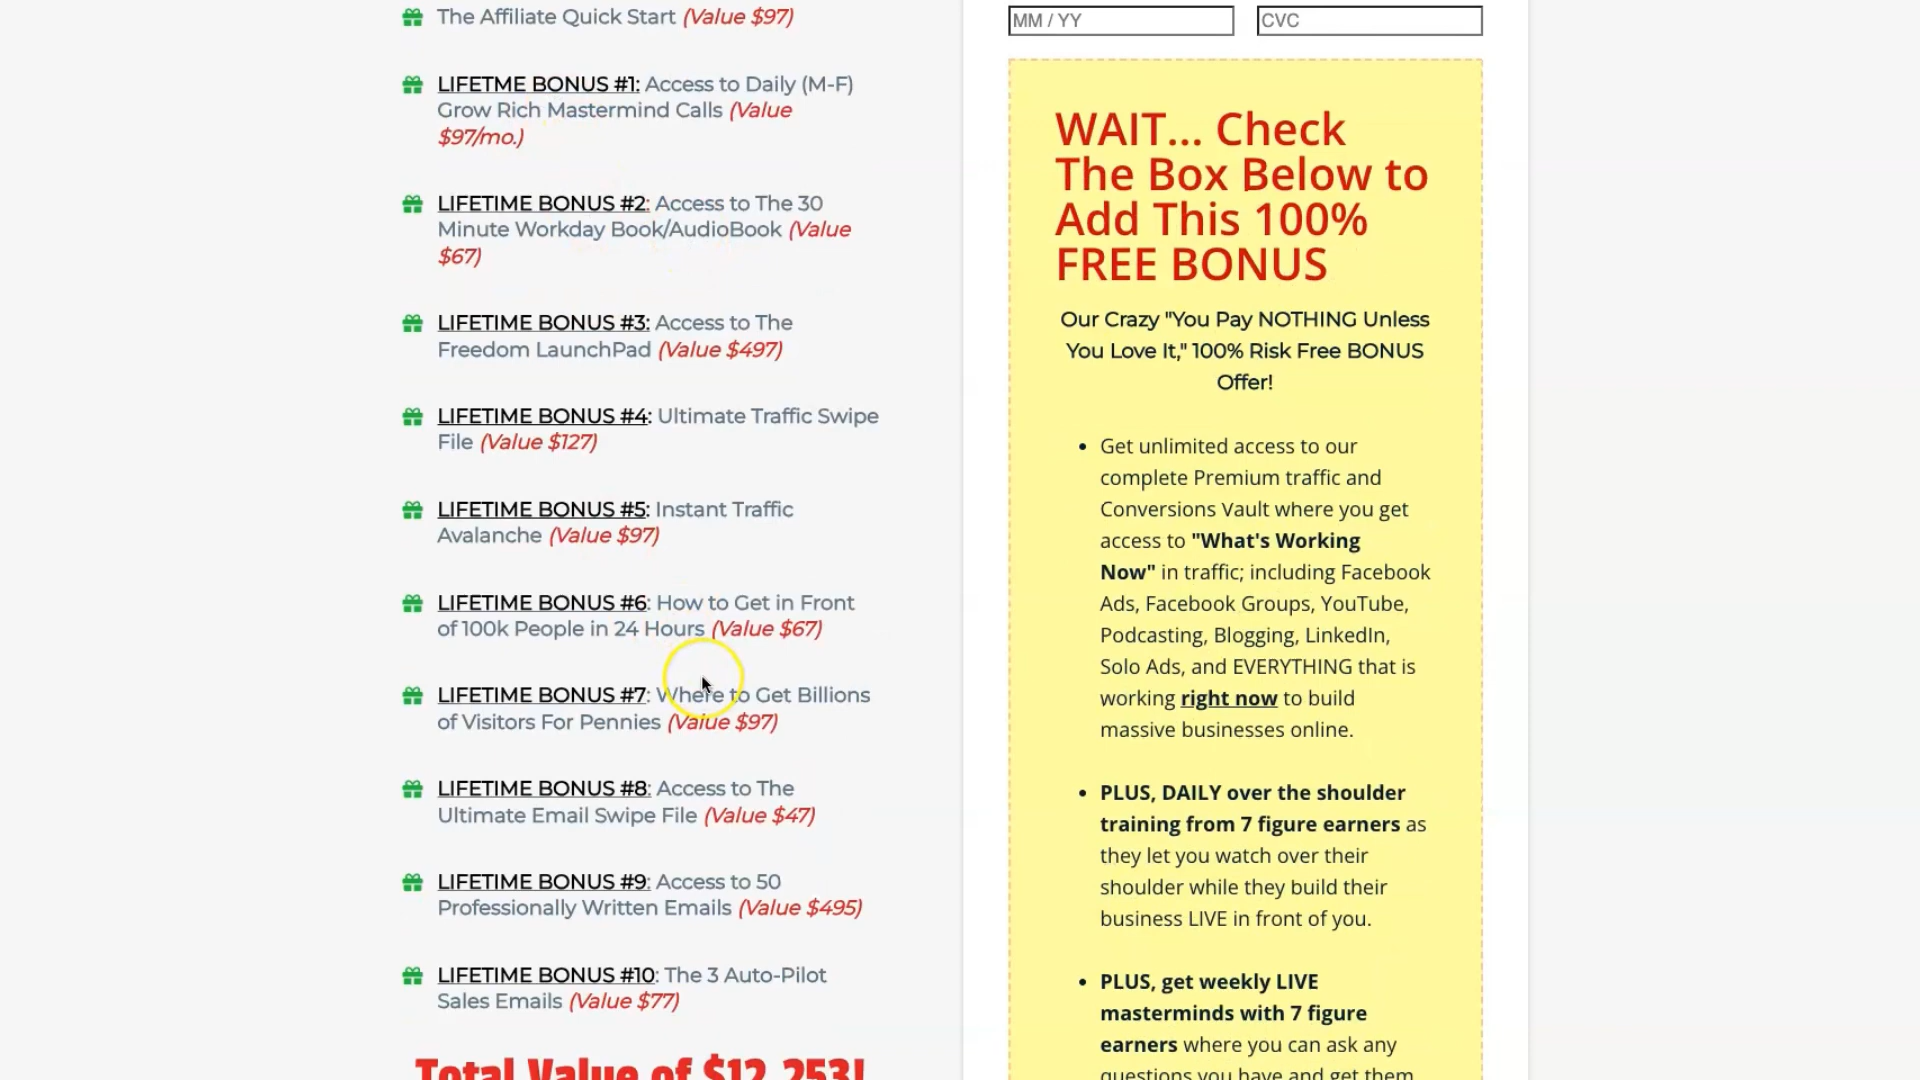 The Affiliate Quick Start (Value $97)
LIFETME BONUS #1: Access to Daily (M-F)
Grow Rich Mastermind Calls (Value
$97/mo.)
LIFETIME BONUS #2: Access to The 30
Minute Workday Book/AudioBook (Value
$67)
LIFETIME BONUS #3: Access to The
Freedom LaunchPad (Value $497)
LIFETIME BONUS #4: Ultimate Traffic Swipe
File (Value $127)
LIFETIME BONUS #5: Instant Traffic
Avalanche (Value $97)
LIFETIME BONUS #6: How to Get in Front
of 100k People in 24 Hours (Value $67)
LIFETIME BONUS #7: Where to Get Billions
of Visitors For Pennies (Value $97)
LIFETIME BONUS #8: Access to The
Ultimate Email Swipe File (Value $47)
LIFETIME BONUS #9: Access to 50
Professionally Written Emails (Value $495)
LIFETIME BONUS #10: The 3 Auto-Pilot
Sales Emails (Value $77)
Total Value of $12,253!
MM / YY
CVC
WAIT... Check
The Box Below to
Add This 100%
FREE BONUS
Our Crazy "You Pay NOTHING Unless
You Love It," 100% Risk Free BONUS
Offer!
• Get unlimited access to our
complete Premium traffic and
Conversions Vault where you get
access to "What's Working
Now" in traffic; including Facebook
Ads, Facebook Groups, YouTube,
Podcasting, Blogging, LinkedIn,
Solo Ads, and EVERYTHING that is
working right now to build
massive businesses online.
• PLUS, DAILY over the shoulder
training from 7 figure earners as
they let you watch over their
shoulder while they build their
business LIVE in front of you.
• PLUS, get weekly LIVE
masterminds with 7 figure
earners where you can ask any
questions you have and get them